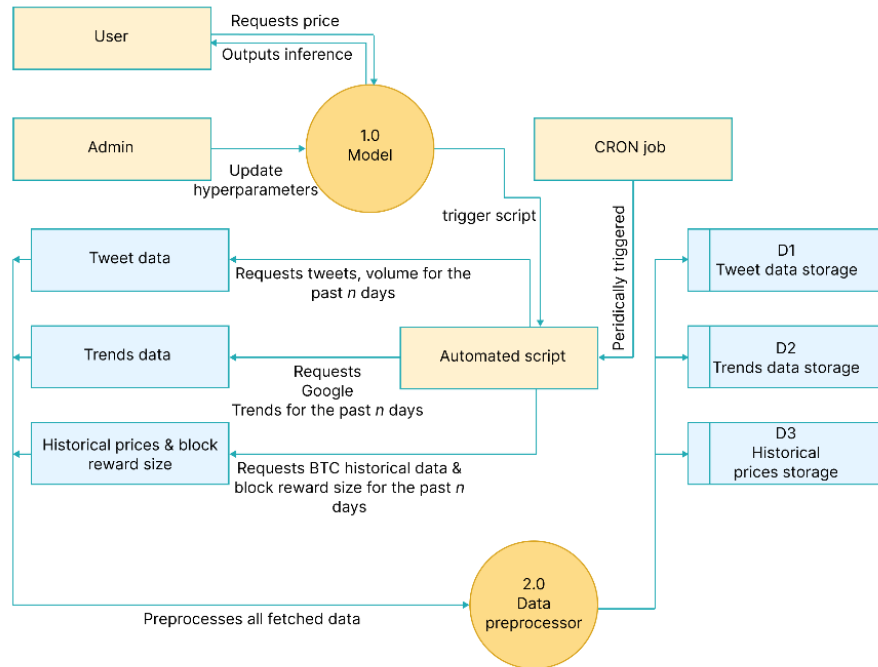 Requests price
User
Outputs inference
1.0
Model
Admin
CRON job
Update
hyperparameters
trigger script
Peridically triggered
Tweet data
Requests tweets, volume for the
past n days
D1
Tweet data storage
Trends data
Automated script
D2
Trends data storage
Requests
Google
Trends for the past n days
Historical prices & block
reward size
D3
Historical
prices storage
Requests BTC historical data &
block reward size for the past n
days
2.0
Data
preprocessor
Preprocesses all fetched data